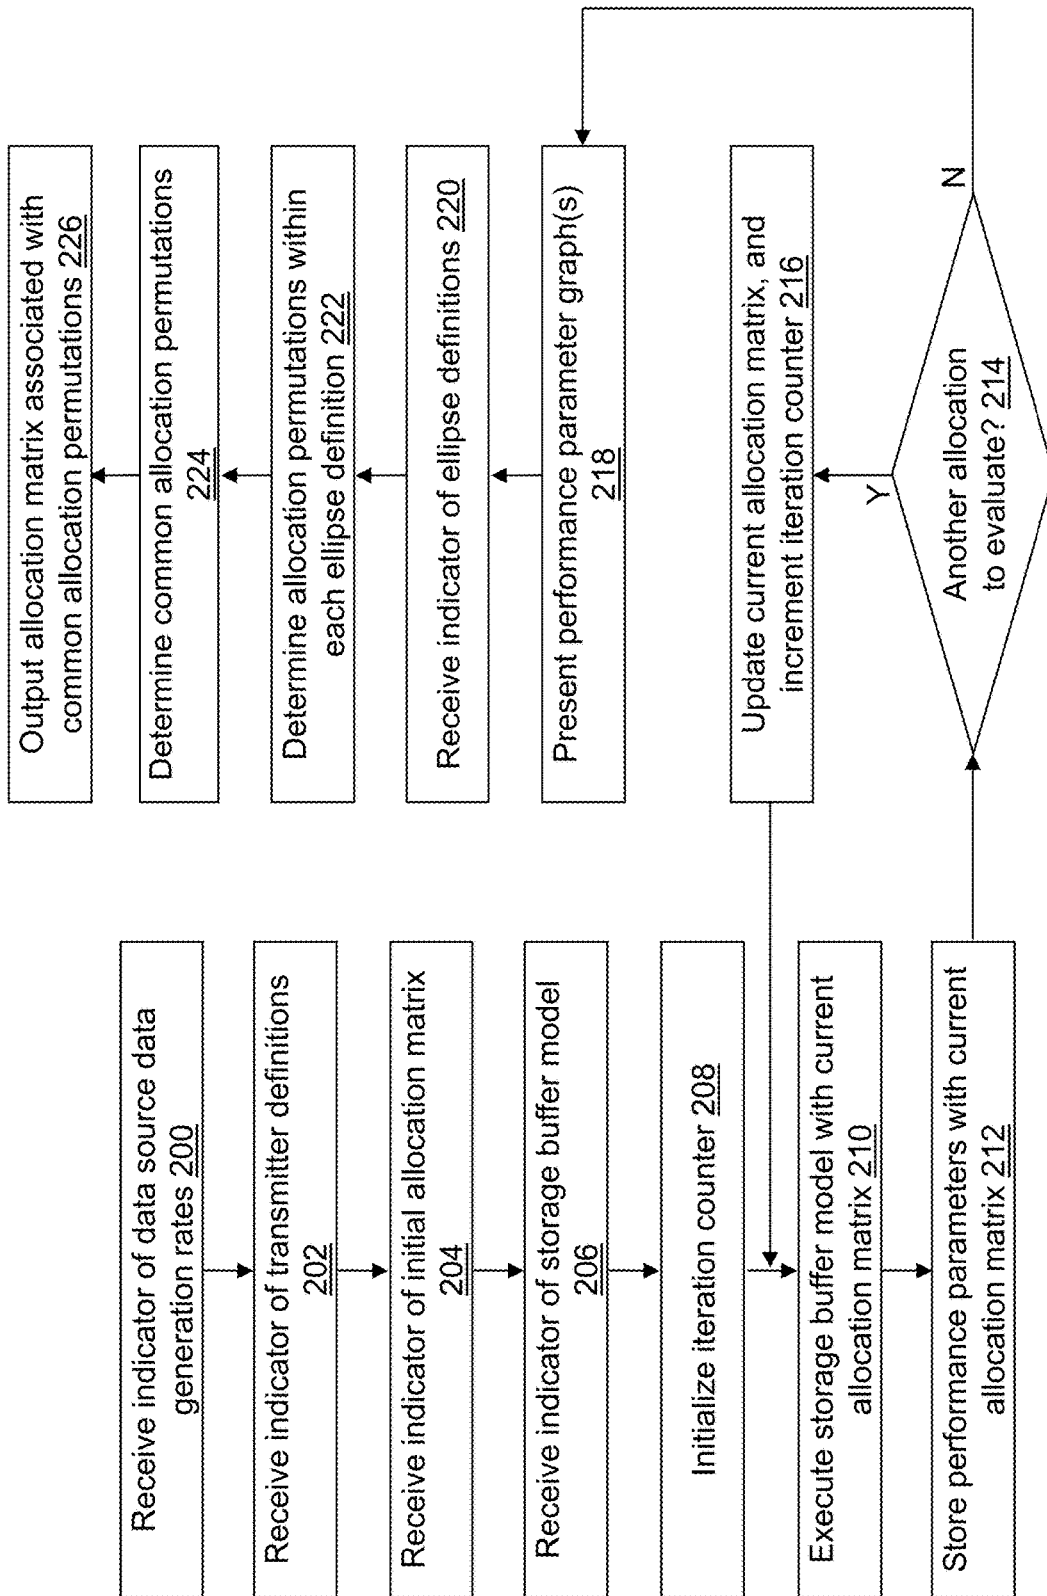 Receive indicator of data source data
generation rates 200
Receive indicator of transmitter definitions
202
Receive indicator of initial allocation matrix
204
Receive indicator of storage buffer model
206
Initialize iteration counter 208
Execute storage buffer model with current
allocation matrix 210
Store performance parameters with current
allocation matrix 212
Another allocation
to evaluate? 214
Y
N
Update current allocation matrix, and
increment iteration counter 216
Present performance parameter graph(s)
218
Receive indicator of ellipse definitions 220
Determine allocation permutations within
each ellipse definition 222
Determine common allocation permutations
224
Output allocation matrix associated with
common allocation permutations 226